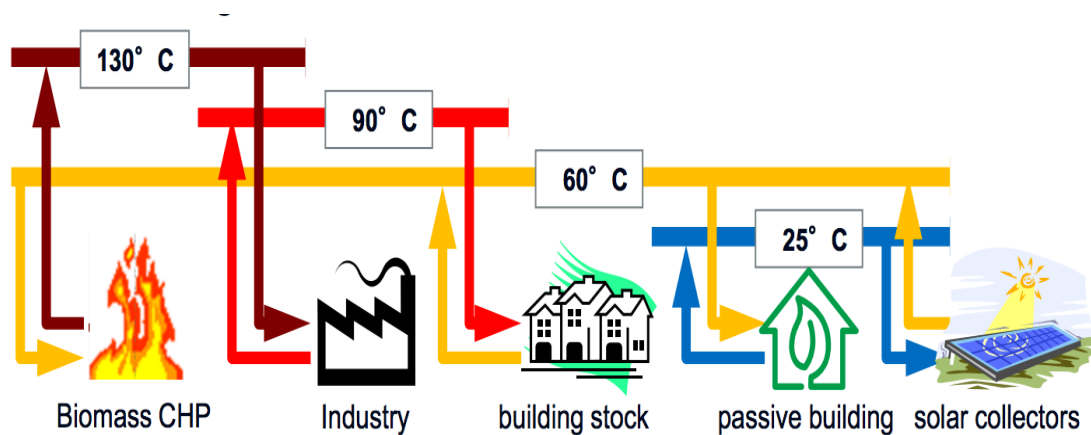 130° C
90° C
60° C
25° C
Biomass CHP
Industry
building stock
passive building
solar collectors